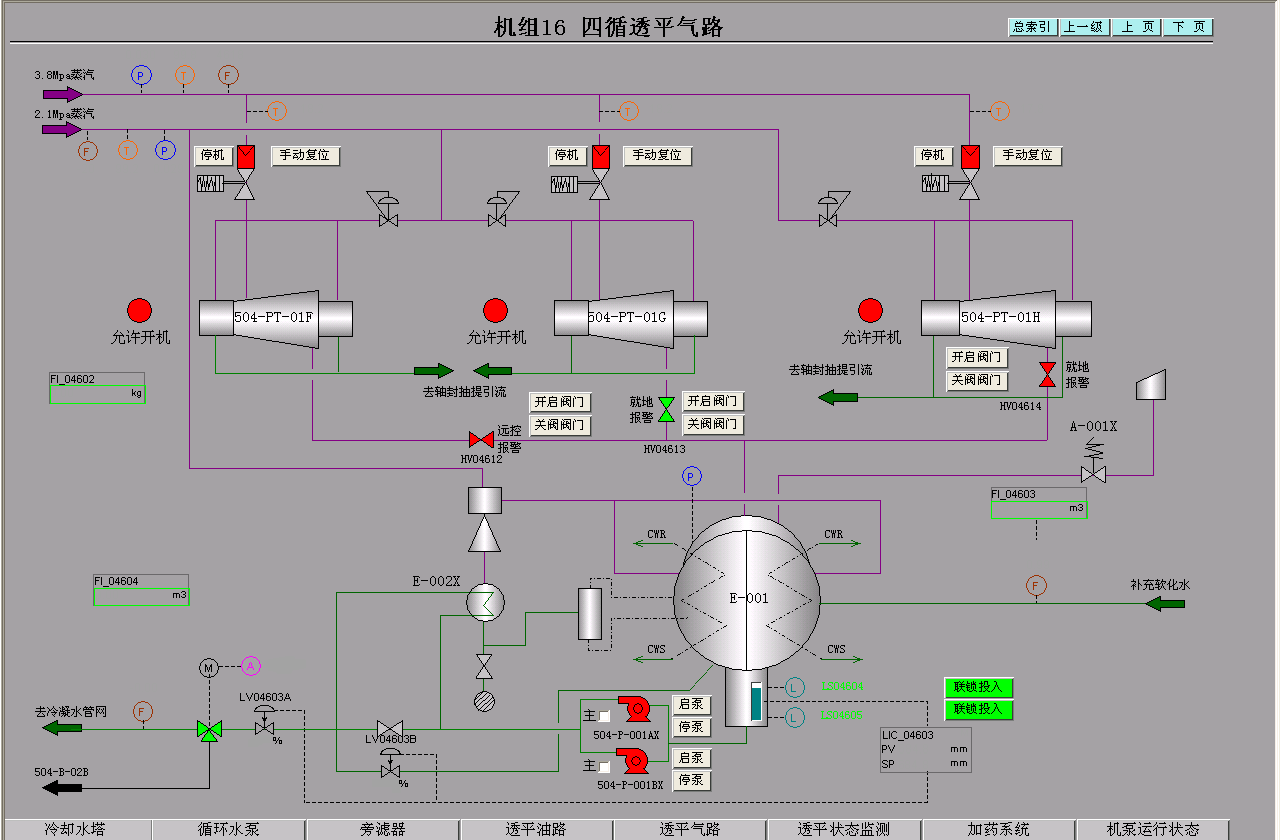 机组16 四循透平气路
总索引 上一级 上 页 下 页
3.8Mpa蒸汽
P T F
T T T
2.1Mpa蒸汽
F T P
停机 手动复位
停机 手动复位
停机 手动复位
504-PT-01F
504-PT-01G
504-PT-01H
允许开机
允许开机
允许开机
开启阀门
关阀阀门
就地
报警
HV04614
去轴封抽提引流
去轴封抽提引流
FI_04602
kg
开启阀门
关阀阀门
远控
报警
HV04612
就地
报警
开启阀门
关阀阀门
HV04613
A-001X
P
FI_04603
m3
CWR
CWR
E-002X
FI_04604
m3
E-001
F
补充软化水
CWS
CWS
M A
L LS04604
L
联锁投入
联锁投入
LV04603A
去冷凝水管网
F
%
LV04603B
%
主
504-P-001AX
启泵
停泵
主
504-P-001BX
启泵
停泵
LIC_04603
PV mm
SP mm
504-B-02B
冷却水塔 循环水泵 旁滤器 透平油路 透平气路 透平状态监测 加药系统 机泵运行状态